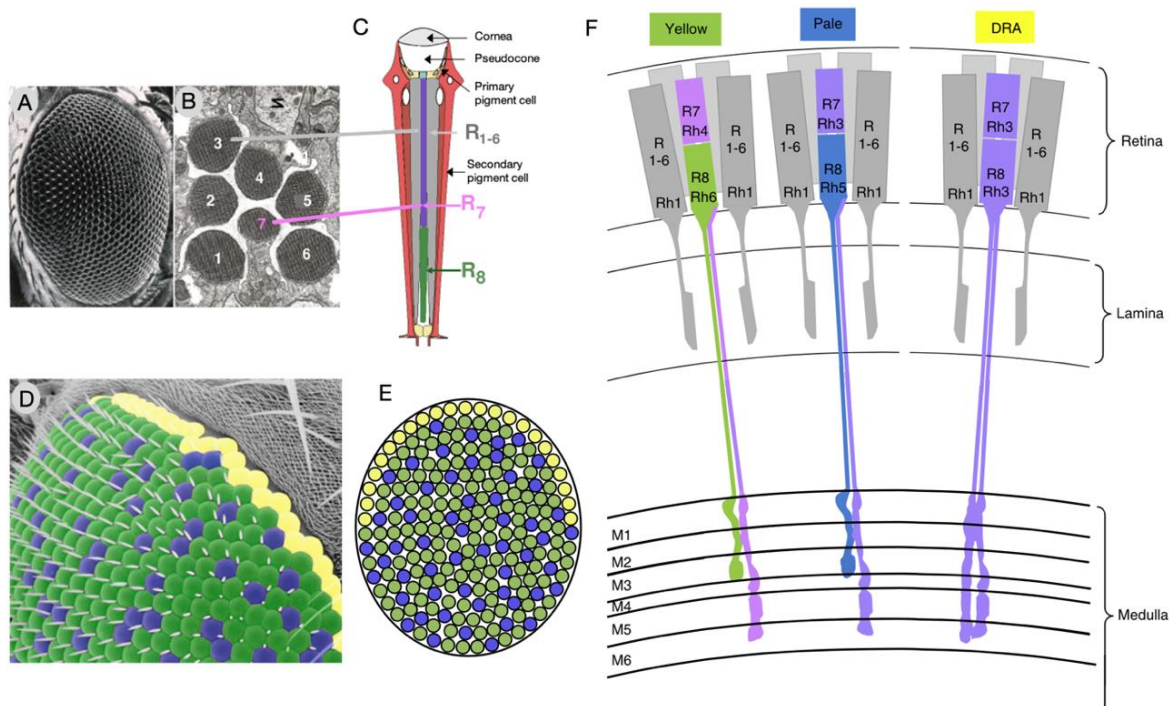 A
B
3
4
2
5
7
1
6
C
Cornea
Pseudocone
Primary
pigment cell
R1-6
Secondary
pigment cell
R7
R8
D
E
F
Yellow
Pale
DRA
R
1-6
Rh1
R7
Rh4
R8
Rh6
R
1-6
Rh1
R
1-6
Rh1
R7
Rh3
R8
Rh5
R
1-6
Rh1
R
1-6
Rh1
R7
Rh3
R8
Rh3
R
1-6
Rh1
Retina
Lamina
M1
M2
M3
M4
M5
M6
Medulla